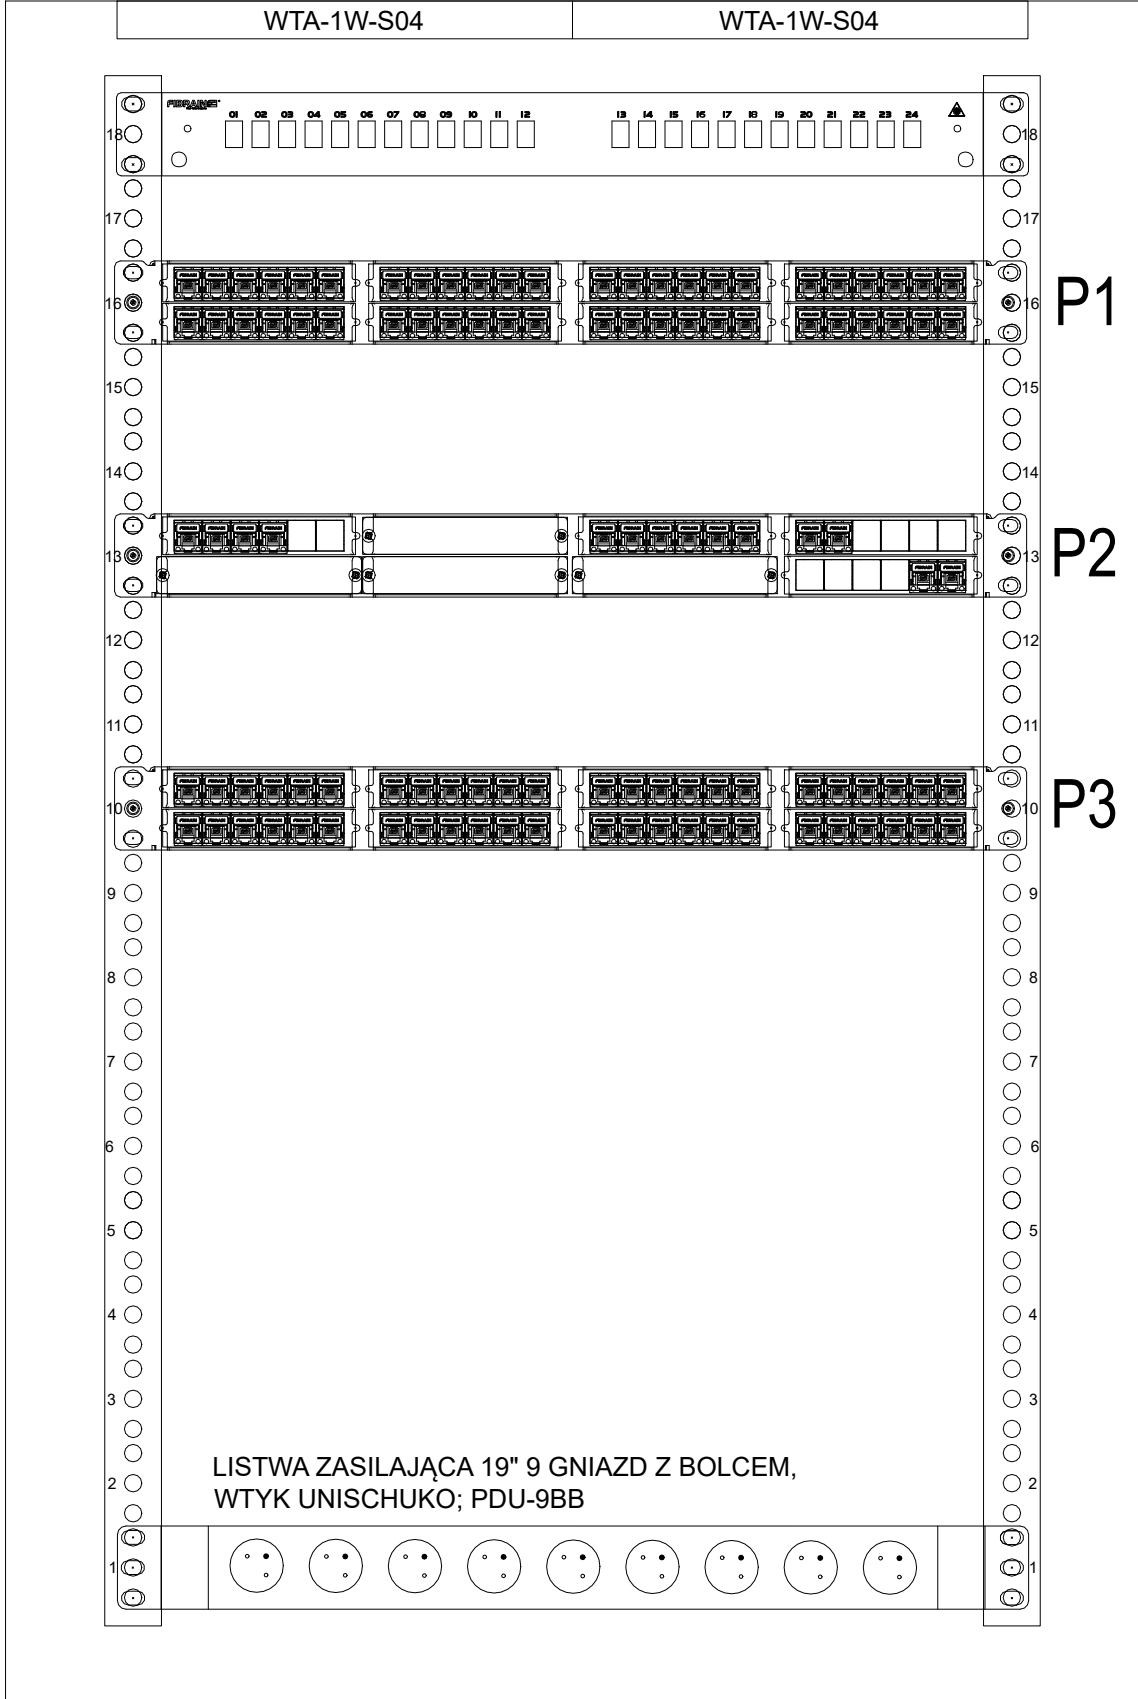 WTA-1W-S04 WTA-1W-S04
FIBRAIN
01 02 03 04 05 06 07 08 09 10 11 12 13 14 15 16 17 18 19 20 21 22 23 24
18 18
17 17
16 16 P1
15 15
14 14
13 13 P2
12 12
11 11
10 10 P3
9 9
8 8
7 7
6 6
5 5
4 4
3 3
LISTWA ZASILAJĄCA 19" 9 GNIAZD Z BOLCEM,
2 2
WTYK UNISCHUKO; PDU-9BB
1 1